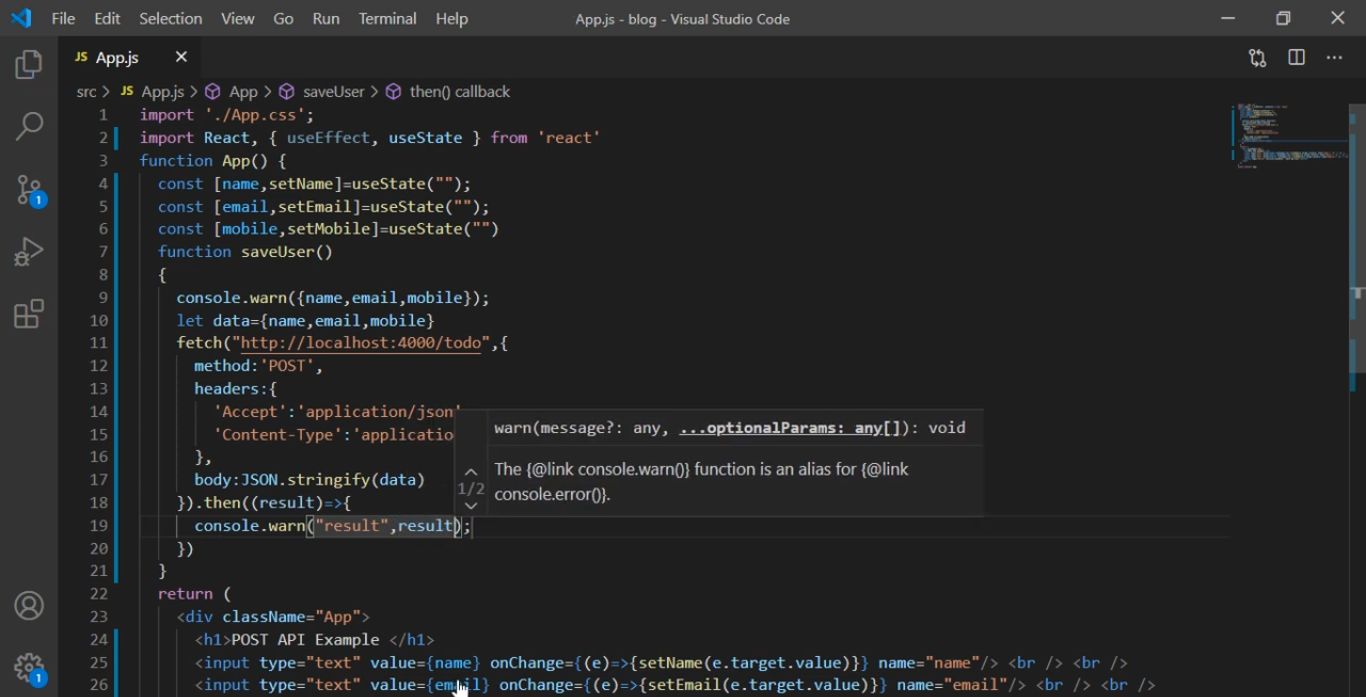 File Edit Selection View Go Run Terminal Help App.js - blog - Visual Studio Code
JS App.js
src > JS App.js > App > saveUser > then() callback
1 import './App.css';
2 import React, { useEffect, useState } from 'react'
3 function App() {
4 const [name,setName]=useState("");
5 const [email,setEmail]=useState("");
6 const [mobile,setMobile]=useState("")
7 function saveUser()
8 {
9 console.warn({name,email,mobile});
10 let data={name,email,mobile}
11 fetch("http://localhost:4000/todo",{
12 method:'POST',
13 headers:{
14 'Accept':'application/json'
15 'Content-Type':'applicatio
16 },
17 body:JSON.stringify(data)
18 }).then((result)=>{
19 console.warn("result",result);
20 })
21 }
22 return (
23 <div className="App">
24 <h1>POST API Example </h1>
25 <input type="text" value={name} onChange={(e)=>{setName(e.target.value)}} name="name"/> <br /> <br />
26 <input type="text" value={email} onChange={(e)=>{setEmail(e.target.value)}} name="email"/> <br /> <br />
warn(message?: any, ...optionalParams: any[]): void
1/2
The {@link console.warn()} function is an alias for {@link
console.error()}.
1
1